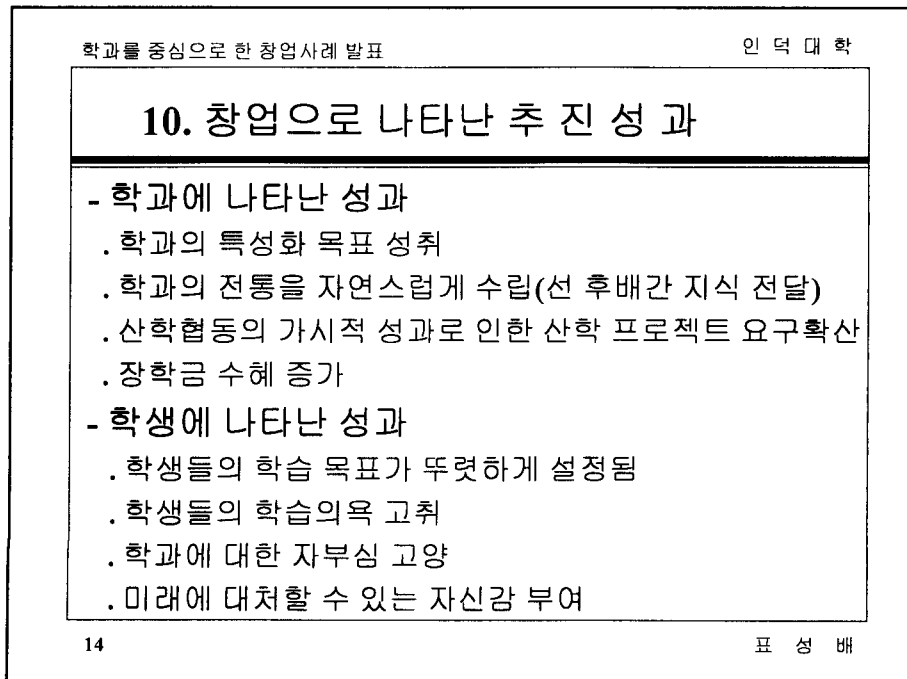 학과를 중심으로 한 창업사례 발표 인 덕 대 학
10. 창업으로 나타난 추 진 성 과
- 학과에 나타난 성과
. 학과의 특성화 목표 성취
. 학과의 전통을 자연스럽게 수립(선 후배간 지식 전달)
. 산학협동의 가시적 성과로 인한 산학 프로젝트 요구확산
. 장학금 수혜 증가
- 학생에 나타난 성과
. 학생들의 학습 목표가 뚜렷하게 설정됨
. 학생들의 학습의욕 고취
. 학과에 대한 자부심 고양
. 미래에 대처할 수 있는 자신감 부여
14 표 성 배